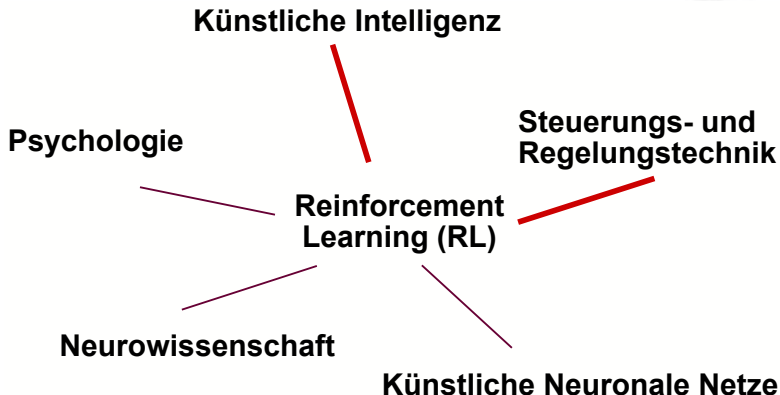 Künstliche Intelligenz
Psychologie
Steuerungs- und
Regelungstechnik
Reinforcement
Learning (RL)
Neurowissenschaft
Künstliche Neuronale Netze